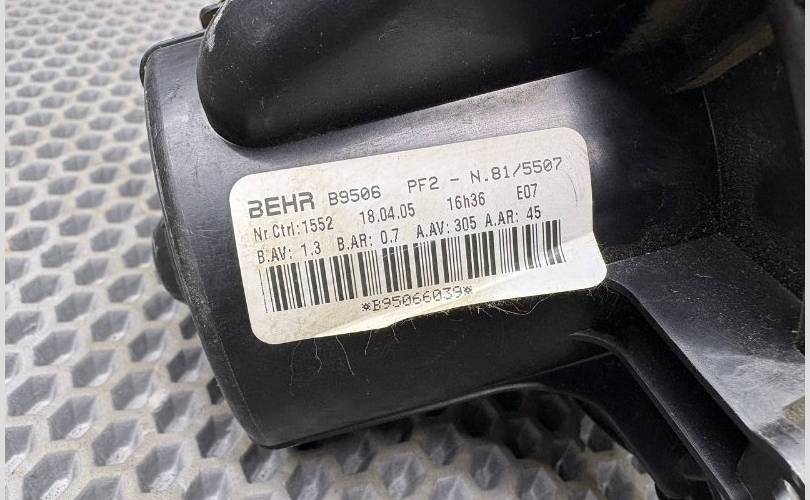 BEHR B9506 PF2 - N.81/5507
Nr.Ctrl:1552 18.04.05 16h36 E07
B.AV: 1.3 B.AR: 0.7 A.AV: 305 A.AR: 45
*B95066039*